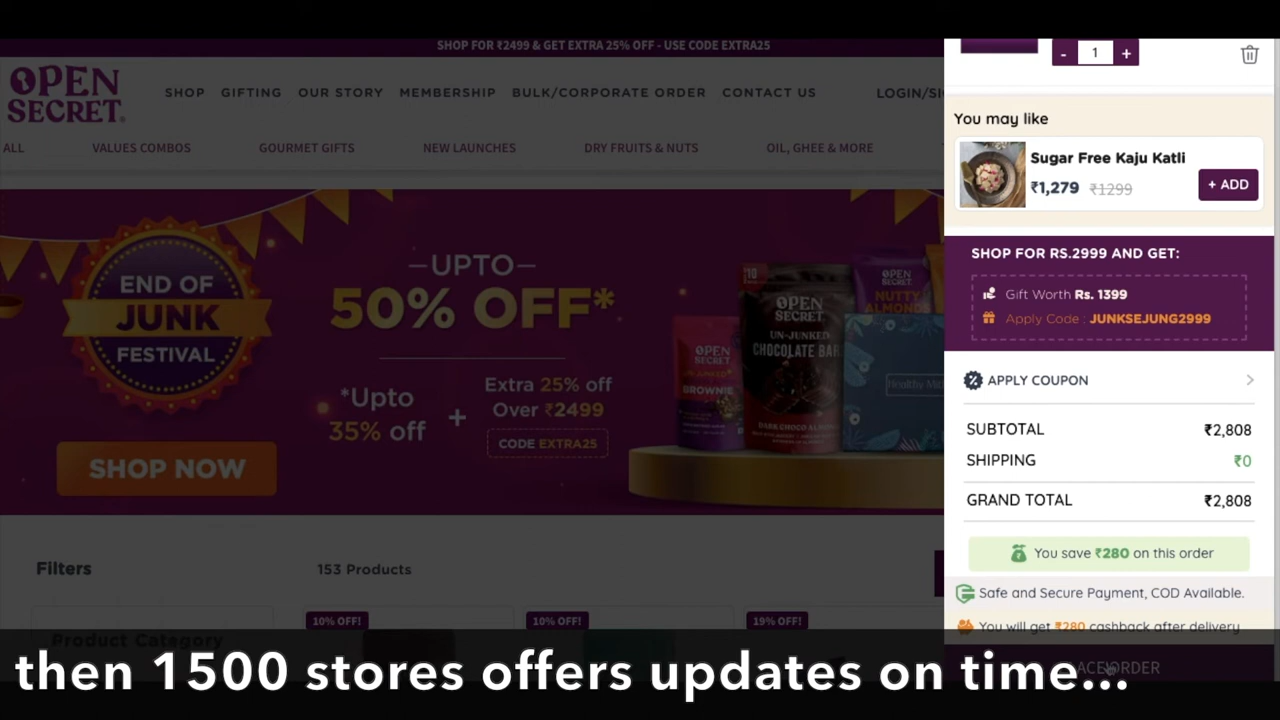 SHOP FOR ₹2499 & GET EXTRA 25% OFF - USE CODE EXTRA25
OPEN
SECRET®
SHOP GIFTING OUR STORY MEMBERSHIP BULK/CORPORATE ORDER CONTACT US LOGIN/SI
ALL VALUES COMBOS GOURMET GIFTS NEW LAUNCHES DRY FRUITS & NUTS OIL, GHEE & MORE
END OF
JUNK
FESTIVAL
SHOP NOW
—UPTO—
50% OFF*
*Upto
35% off
+
Extra 25% off
Over ₹2499
CODE EXTRA25
OPEN
SECRET
BROWNIE
OPEN
SECRET
UN-JUNKED
CHOCOLATE BAR
OPEN
SECRET
NUTTY
ALMONDS
Filters
153 Products
Product Category
10% OFF!
10% OFF!
19% OFF!
- 1 +
You may like
Sugar Free Kaju Katli
₹1,279 ₹1299
+ ADD
SHOP FOR RS.2999 AND GET:
Gift Worth Rs. 1399
Apply Code : JUNKSEJUNG2999
APPLY COUPON
SUBTOTAL ₹2,808
SHIPPING ₹0
GRAND TOTAL ₹2,808
You save ₹280 on this order
Safe and Secure Payment, COD Available.
You will get ₹280 cashback after delivery
ORDER
then 1500 stores offers updates on time...